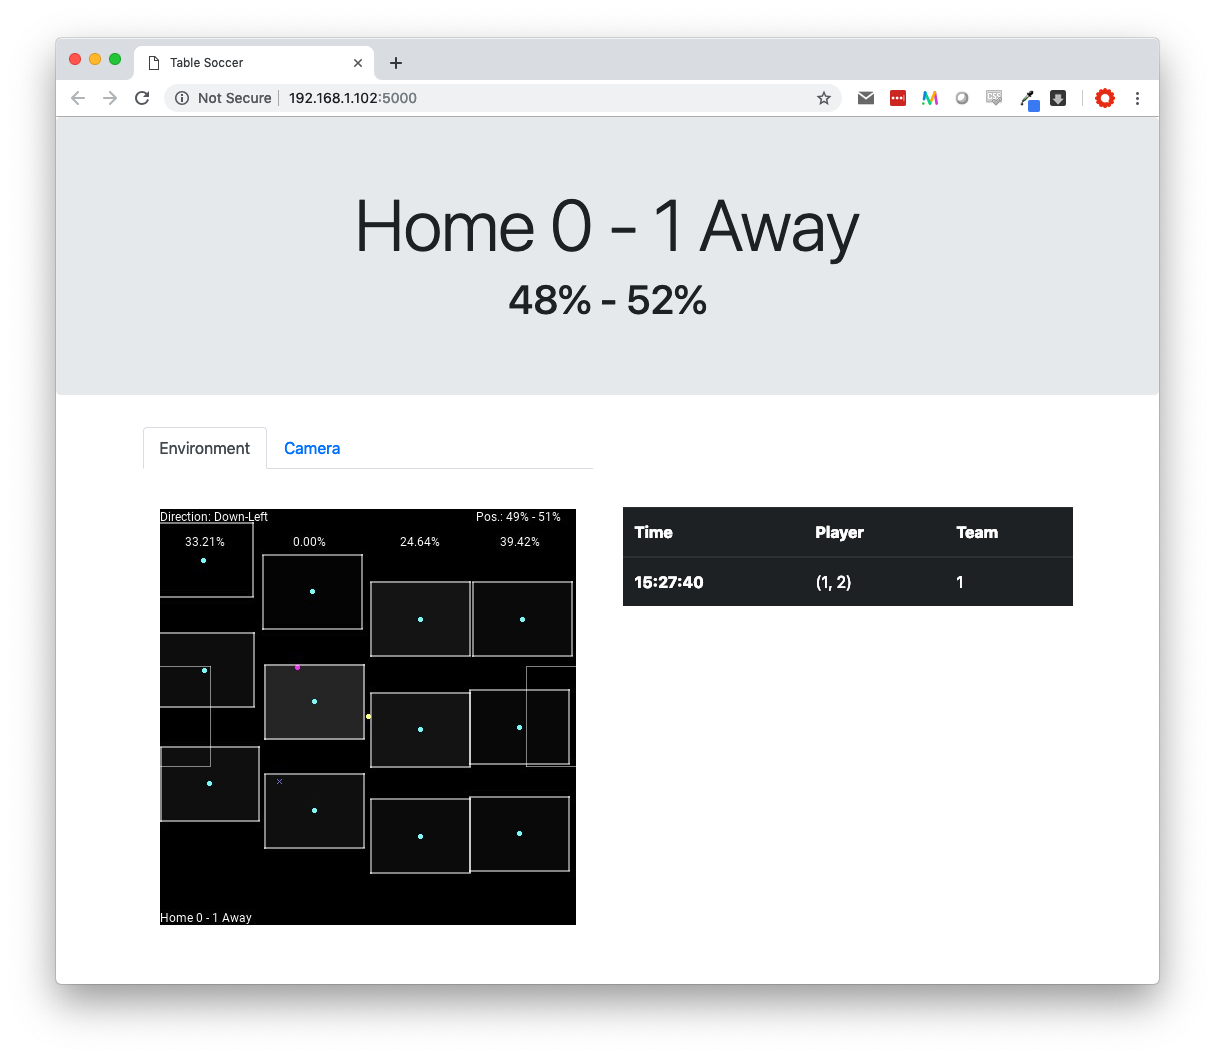 Table Soccer
Not Secure 192.168.1.102:5000
Home 0 - 1 Away
48% - 52%
Environment Camera
Direction: Down-Left Pos.: 49% - 51%
33.21% 0.00% 24.64% 39.42%
Home 0 - 1 Away
Time Player Team
15:27:40 (1, 2) 1